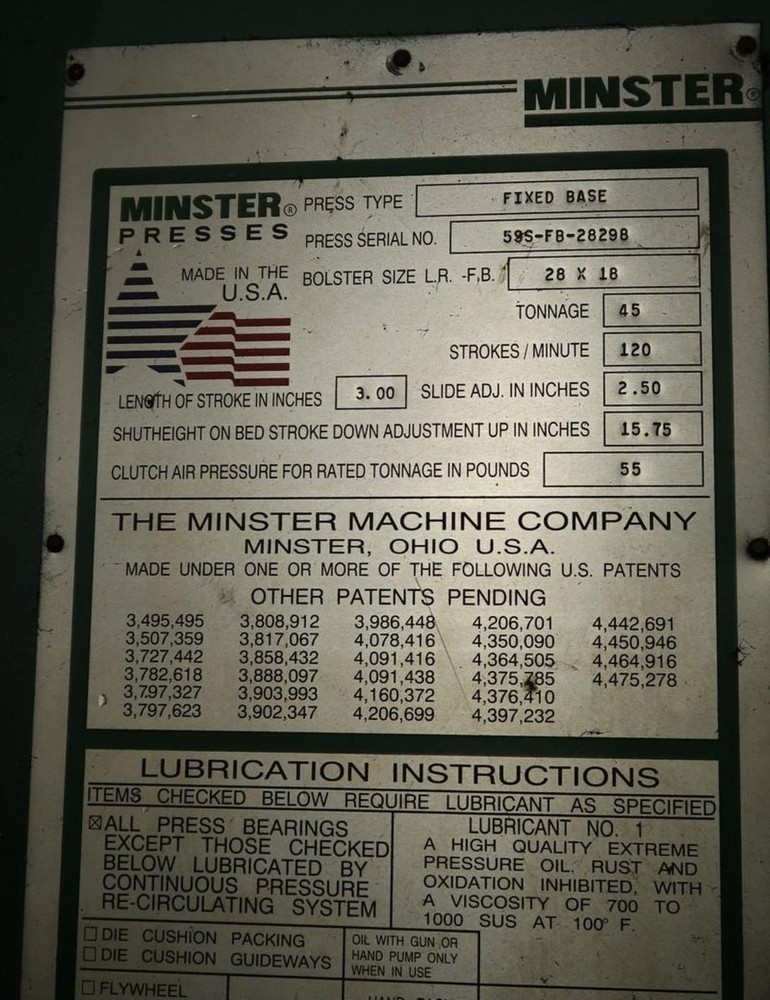 MINSTER®
MINSTER® PRESS TYPE FIXED BASE
PRESSES PRESS SERIAL NO. 59S-FB-28298
MADE IN THE U.S.A. BOLSTER SIZE L.R. -F.B. 28 X 18
TONNAGE 45
STROKES / MINUTE 120
LENGTH OF STROKE IN INCHES 3.00 SLIDE ADJ. IN INCHES 2.50
SHUTHEIGHT ON BED STROKE DOWN ADJUSTMENT UP IN INCHES 15.75
CLUTCH AIR PRESSURE FOR RATED TONNAGE IN POUNDS 55
THE MINSTER MACHINE COMPANY
MINSTER, OHIO U.S.A.
MADE UNDER ONE OR MORE OF THE FOLLOWING U.S. PATENTS
OTHER PATENTS PENDING
3,495,495 3,808,912 3,986,448 4,206,701 4,442,691
3,507,359 3,817,067 4,078,416 4,350,090 4,450,946
3,727,442 3,858,432 4,091,416 4,364,505 4,464,916
3,782,618 3,888,097 4,091,438 4,375,785 4,475,278
3,797,327 3,903,993 4,160,372 4,376,410
3,797,623 3,902,347 4,206,699 4,397,232
LUBRICATION INSTRUCTIONS
ITEMS CHECKED BELOW REQUIRE LUBRICANT AS SPECIFIED
☒ALL PRESS BEARINGS
EXCEPT THOSE CHECKED
BELOW LUBRICATED BY
CONTINUOUS PRESSURE
RE-CIRCULATING SYSTEM
LUBRICANT NO. 1
A HIGH QUALITY EXTREME
PRESSURE OIL, RUST AND
OXIDATION INHIBITED, WITH
A VISCOSITY OF 700 TO
1000 SUS AT 100° F.
☐DIE CUSHION PACKING
☐DIE CUSHION GUIDEWAYS
OIL WITH GUN OR
HAND PUMP ONLY
WHEN IN USE
☐FLYWHEEL